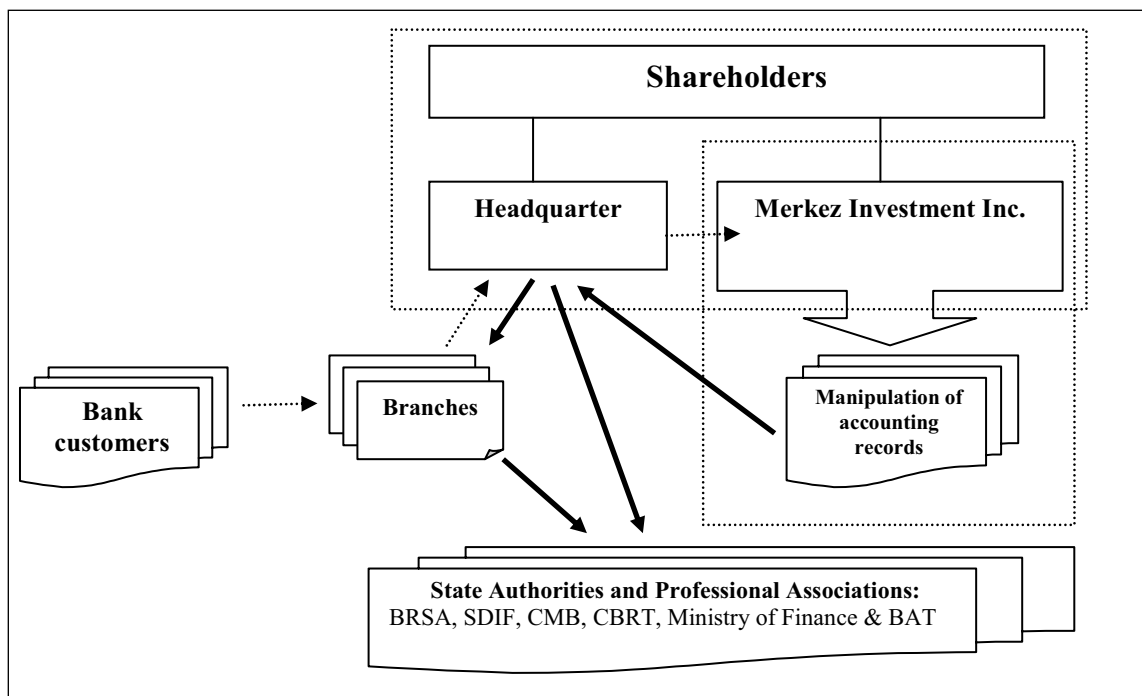 Shareholders
Headquarter
Merkez Investment Inc.
Bank
customers
Branches
Manipulation of
accounting
records
State Authorities and Professional Associations:
BRSA, SDIF, CMB, CBRT, Ministry of Finance & BAT